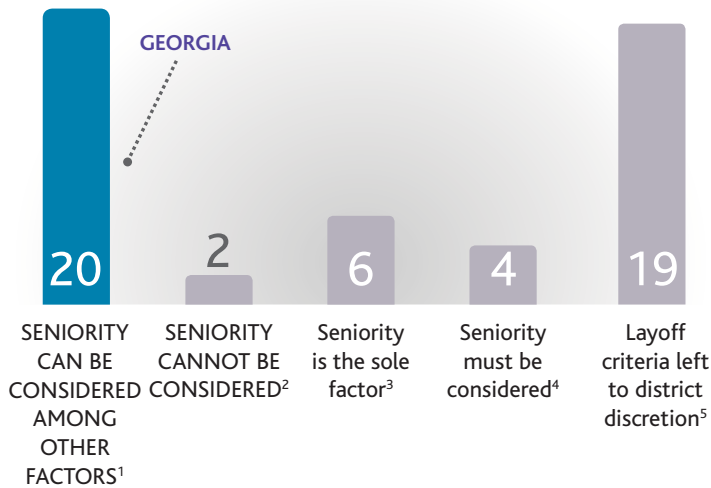 GEORGIA
20
2
6
4
19
SENIORITY
CAN BE
CONSIDERED
AMONG
OTHER
FACTORS1
SENIORITY
CANNOT BE
CONSIDERED2
Seniority
is the sole
factor3
Seniority
must be
considered4
Layoff
criteria left
to district
discretion5